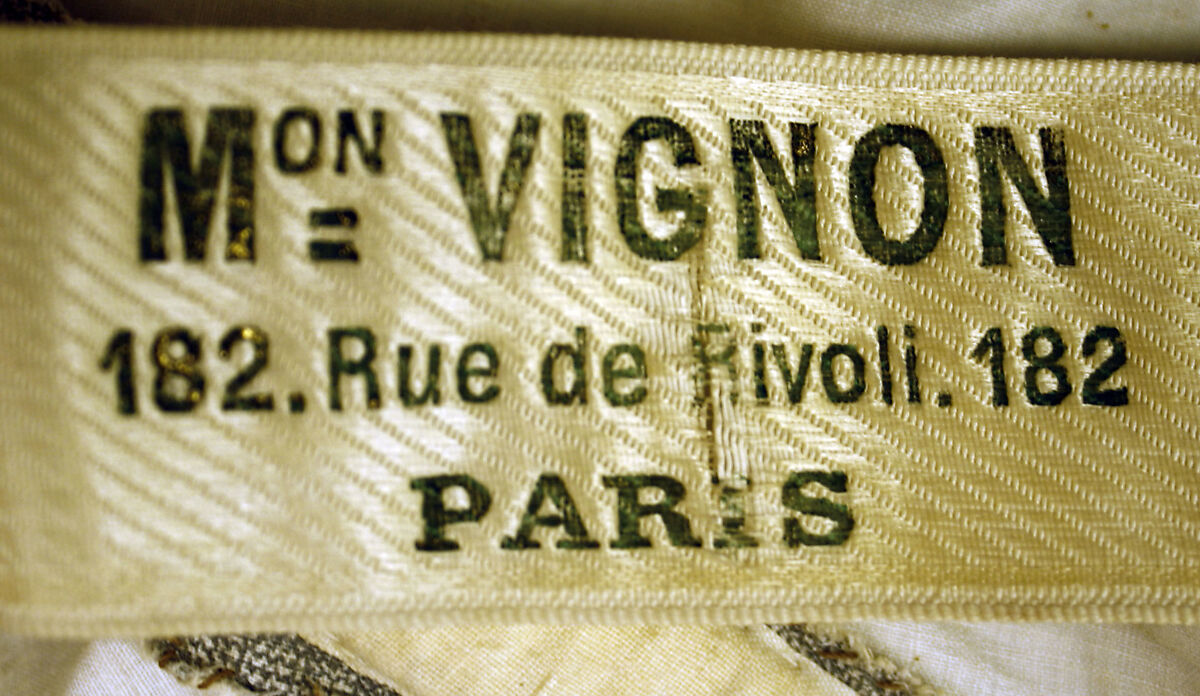 MON= VIGNON
182. Rue de Rivoli. 182
PARIS